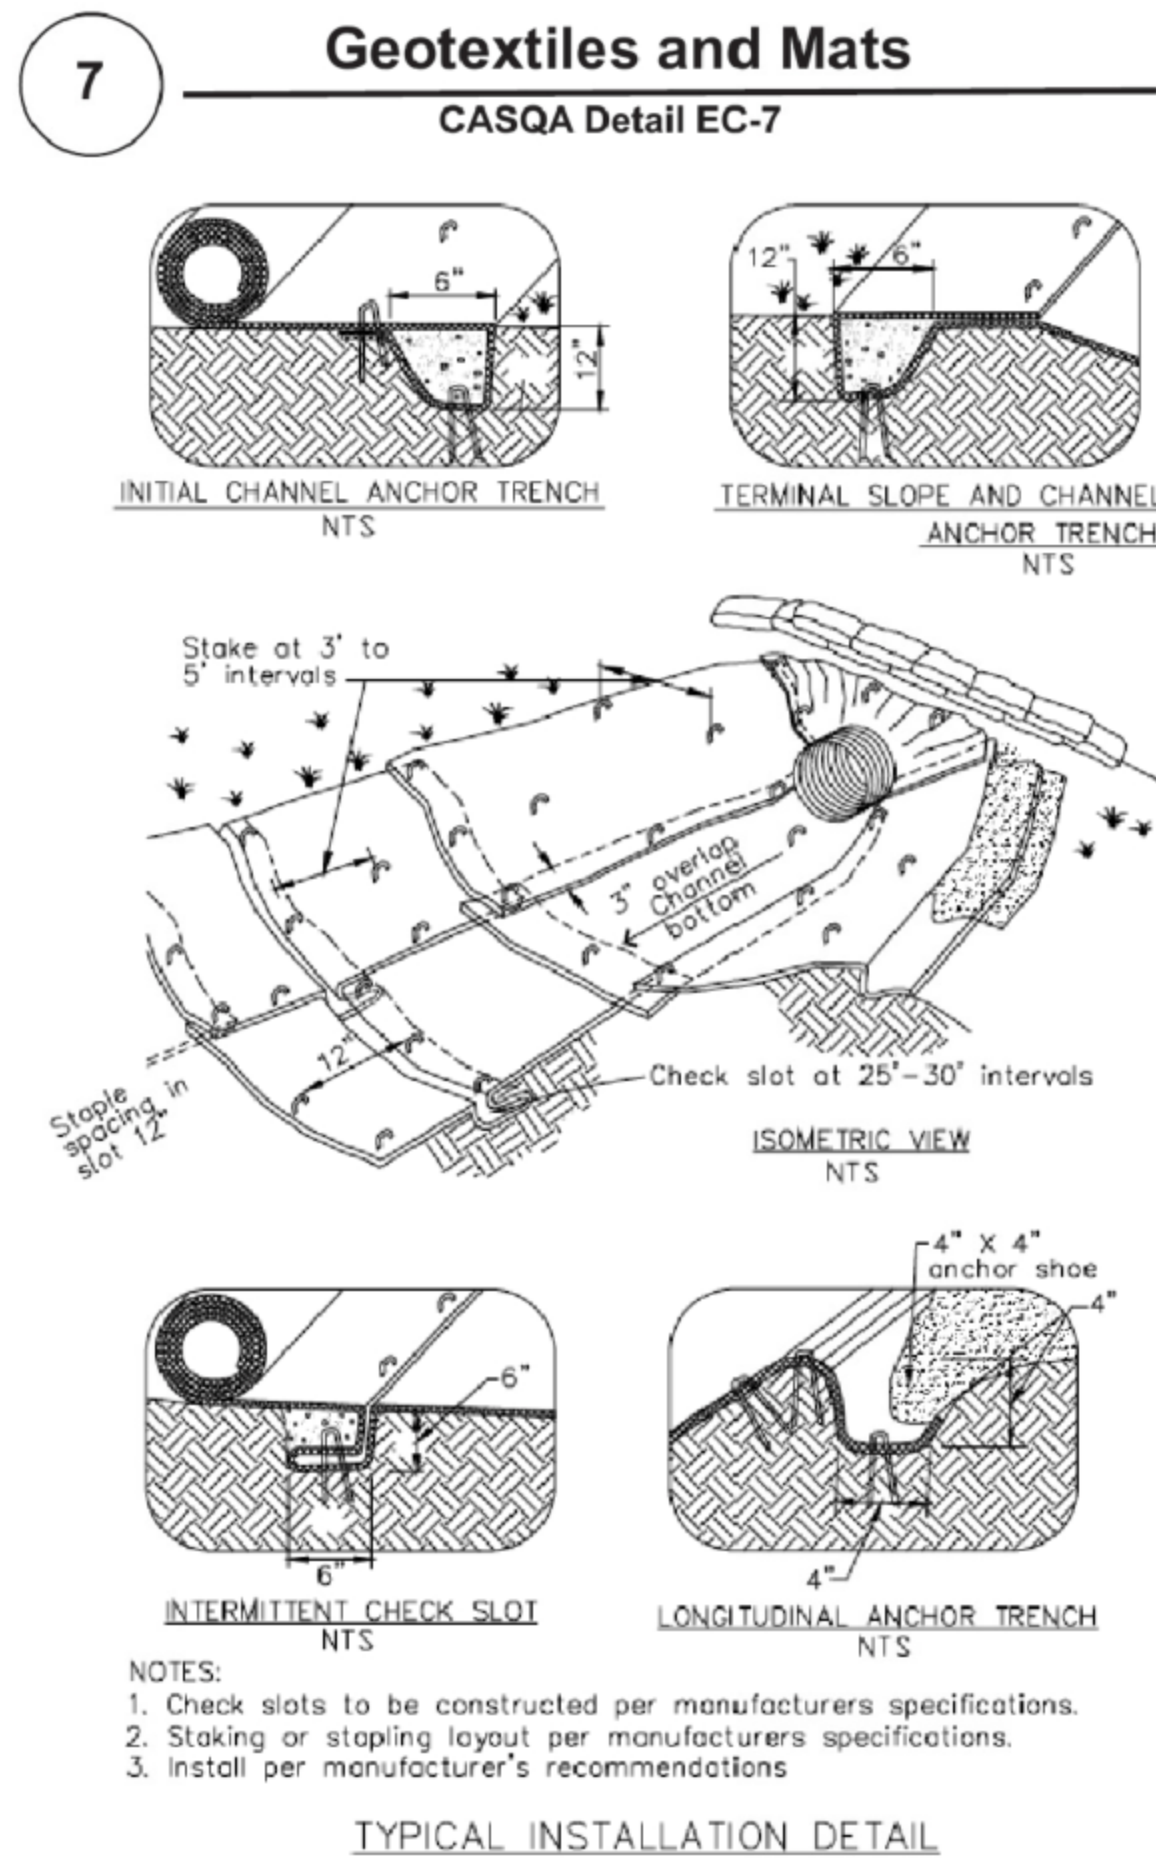 7
Geotextiles and Mats
CASQA Detail EC-7
6"
12"
INITIAL CHANNEL ANCHOR TRENCH
NTS
12"
6"
TERMINAL SLOPE AND CHANNEL
ANCHOR TRENCH
NTS
Stake at 3' to
5' intervals
3" overlap
Channel
bottom
12"
Staple
spacing in
slot 12"
Check slot at 25'-30' intervals
ISOMETRIC VIEW
NTS
6"
6"
INTERMITTENT CHECK SLOT
NTS
4" X 4"
anchor shoe
4"
4"
LONGITUDINAL ANCHOR TRENCH
NTS
NOTES:
1. Check slots to be constructed per manufacturers specifications.
2. Staking or stapling layout per manufacturers specifications.
3. Install per manufacturer's recommendations
TYPICAL INSTALLATION DETAIL